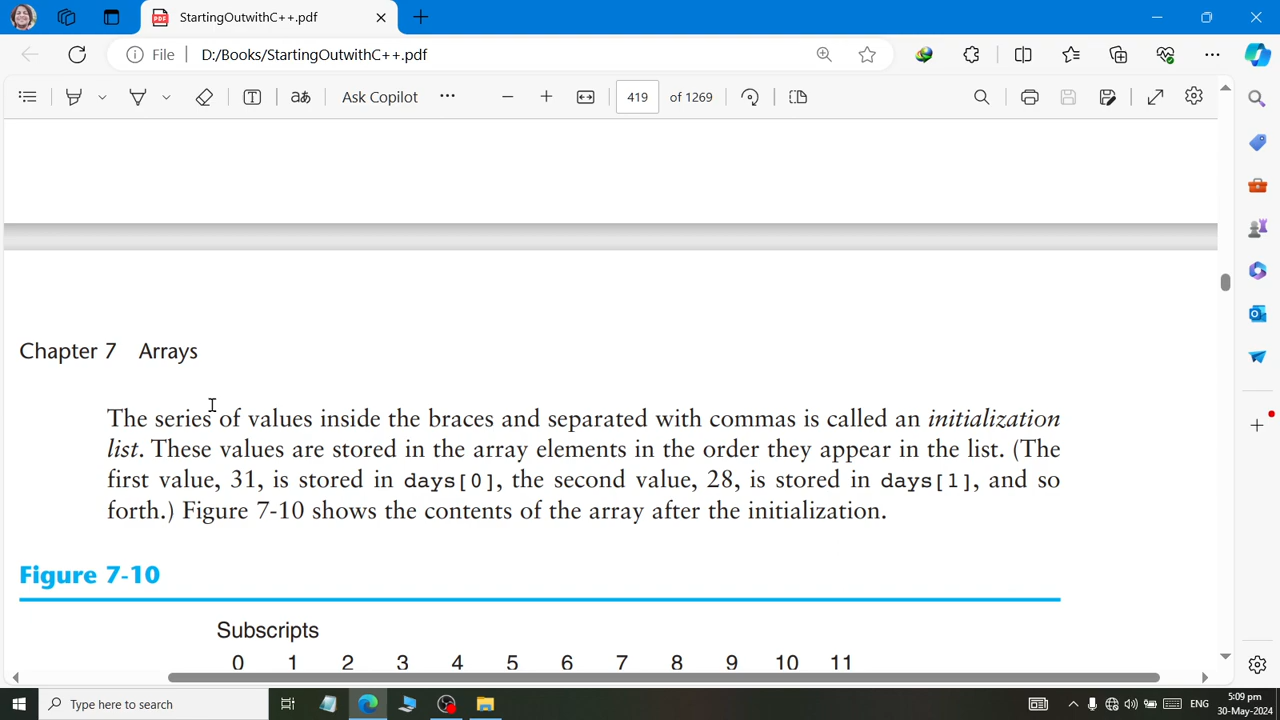 StartingOutwithC++.pdf
File
D:/Books/StartingOutwithC++.pdf
aあ
Ask Copilot
419
of 1269
Chapter 7 Arrays
The series of values inside the braces and separated with commas is called an initialization
list. These values are stored in the array elements in the order they appear in the list. (The
first value, 31, is stored in days[0], the second value, 28, is stored in days[1], and so
forth.) Figure 7-10 shows the contents of the array after the initialization.
Figure 7-10
Subscripts
0 1 2 3 4 5 6 7 8 9 10 11
Type here to search
ENG
5:09 pm
30-May-2024